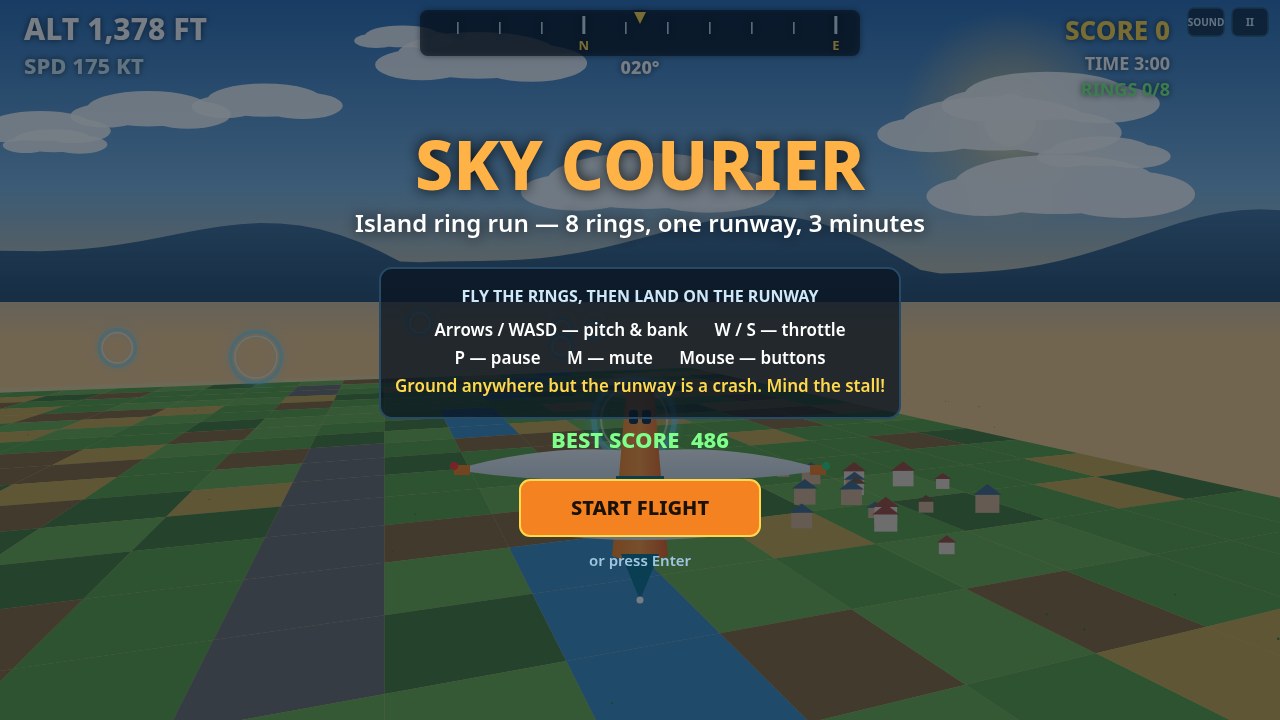 ALT 1,378 FT
SPD 175 KT
N
E
020°
SCORE 0
TIME 3:00
RINGS 0/8
SOUND
II
SKY COURIER
Island ring run — 8 rings, one runway, 3 minutes
FLY THE RINGS, THEN LAND ON THE RUNWAY
Arrows / WASD — pitch & bank W / S — throttle
P — pause M — mute Mouse — buttons
Ground anywhere but the runway is a crash. Mind the stall!
BEST SCORE 486
START FLIGHT
or press Enter